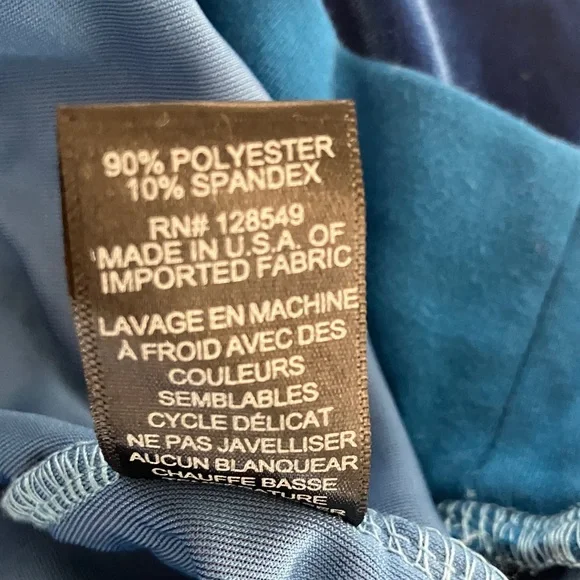 90% POLYESTER
10% SPANDEX
RN# 128549
MADE IN U.S.A. OF
IMPORTED FABRIC
LAVAGE EN MACHINE
À FROID AVEC DES
COULEURS
SEMBLABLES
CYCLE DÉLICAT
NE PAS JAVELLISER
AUCUN BLANQUEAR
CHAUFFE BASSE